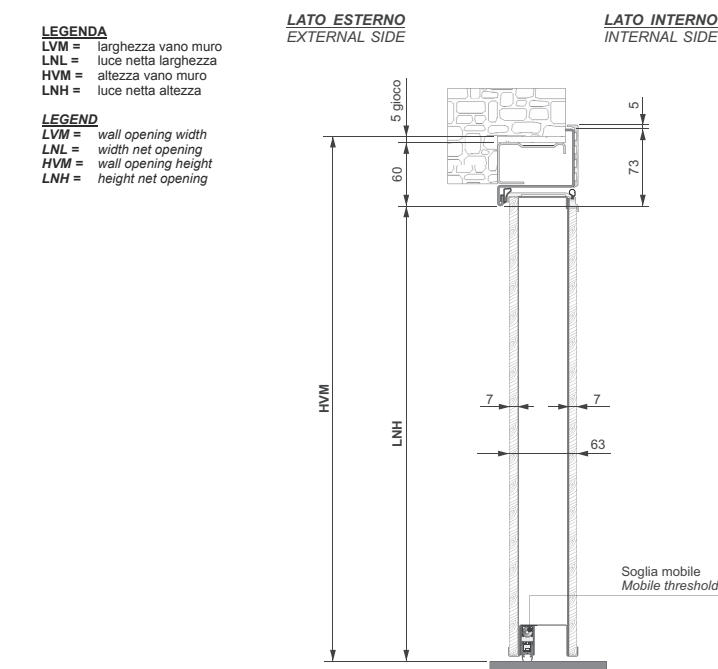 LEGENDA
LVM = larghezza vano muro
LNL = luce netta larghezza
HVM = altezza vano muro
LNH = luce netta altezza
LEGEND
LVM = wall opening width
LNL = width net opening
HVM = wall opening height
LNH = height net opening
LATO ESTERNO
EXTERNAL SIDE
LATO INTERNO
INTERNAL SIDE
5 gioco
60
5
73
HVM
LNH
7
7
63
Soglia mobile
Mobile threshold